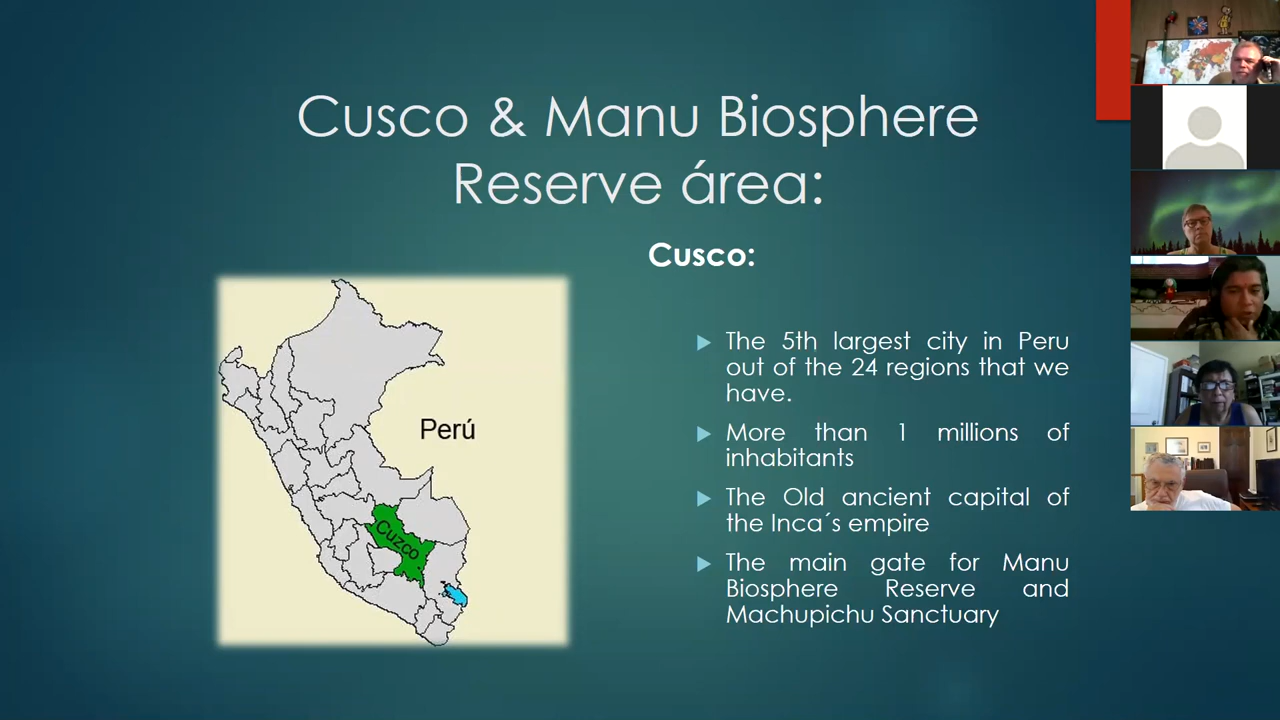 Cusco & Manu Biosphere
Reserve área:
Cusco:
Perú
Cuzco
The 5th largest city in Peru
out of the 24 regions that we
have.
More than 1 millions of
inhabitants
The Old ancient capital of
the Inca´s empire
The main gate for Manu
Biosphere Reserve and
Machupichu Sanctuary